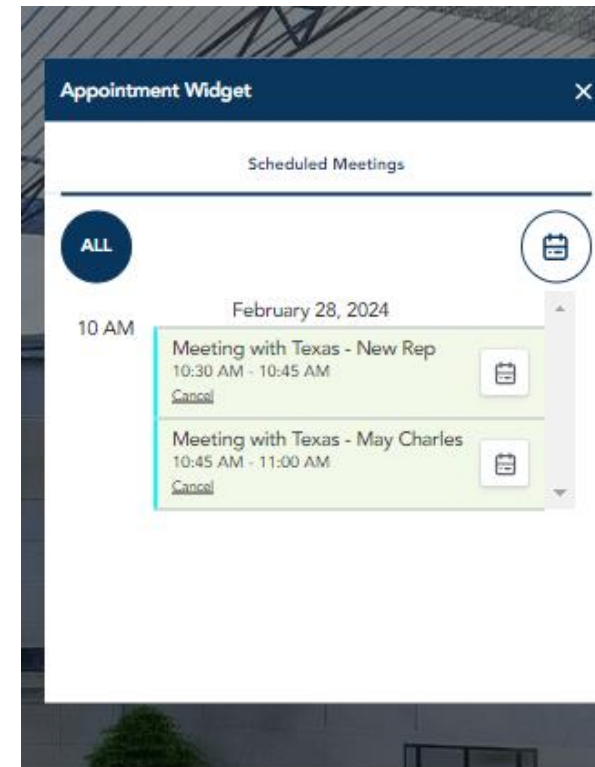 Appointment Widget
Scheduled Meetings
ALL
February 28, 2024
10 AM
Meeting with Texas - New Rep
10:30 AM - 10:45 AM
Cancel
Meeting with Texas - May Charles
10:45 AM - 11:00 AM
Cancel